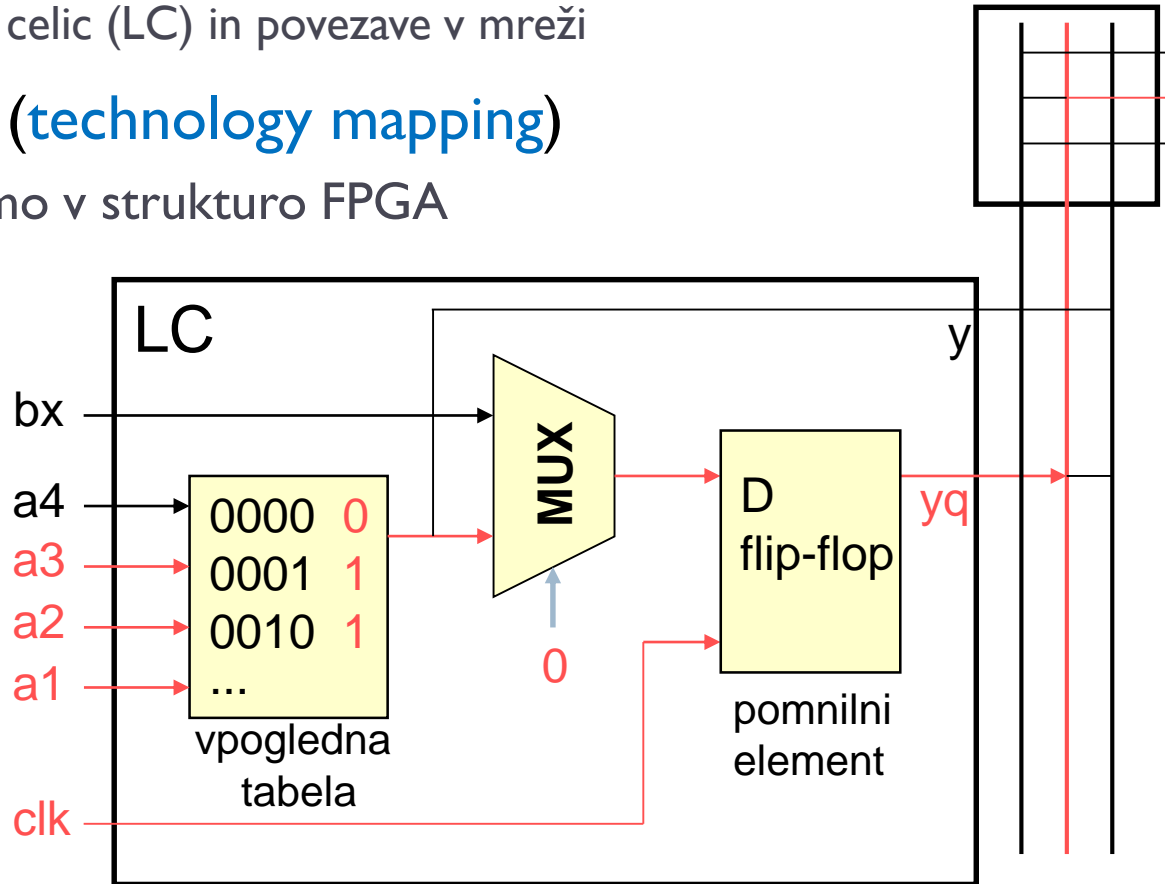 celic (LC) in povezave v mreži
(technology mapping)
mo v strukturo FPGA
LC
y
bx
MUX
a4
0000 0
D
yq
a3
0001 1
flip-flop
a2
0010 1
0
a1
...
pomnilni
element
vpogledna
tabela
clk